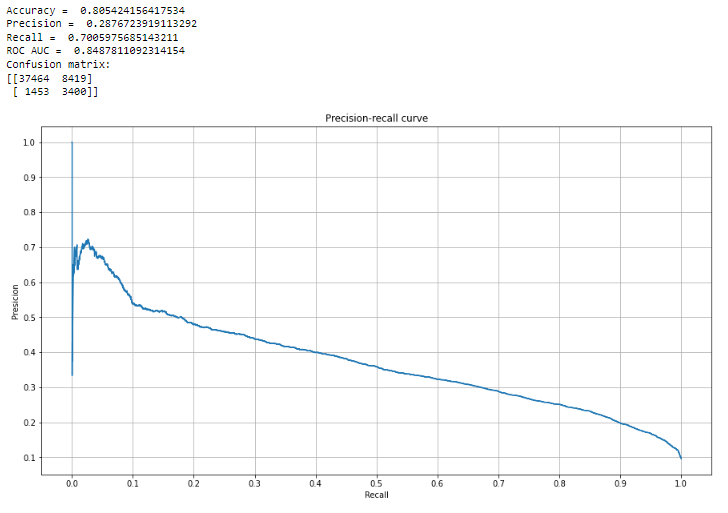 Accuracy =  0.805424156417534
Precision =  0.2876723919113292
Recall =  0.7005975685143211
ROC AUC =  0.8487811092314154
Confusion matrix:
[[37464  8419]
 [ 1453  3400]]
Precision-recall curve
1.0
0.9
0.8
0.7
0.6
0.5
0.4
0.3
0.2
0.1
Presicion
0.0 0.1 0.2 0.3 0.4 0.5 0.6 0.7 0.8 0.9 1.0
Recall